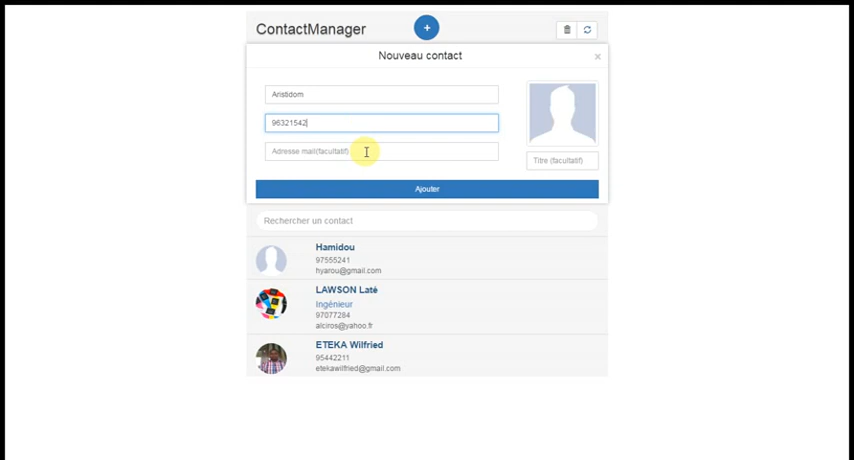 ContactManager
Nouveau contact
Aristidom
96321542
Adresse mail(facultatif)
Titre (facultatif)
Ajouter
Rechercher un contact
Hamidou
97555241
hyarou@gmail.com
LAWSON Laté
Ingénieur
97077284
alciros@yahoo.fr
ETEKA Wilfried
95442211
etekawilfried@gmail.com